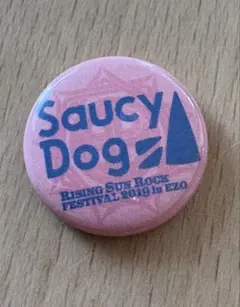 Saucy
Dog
RISING SUN ROCK
FESTIVAL 2019 in EZO